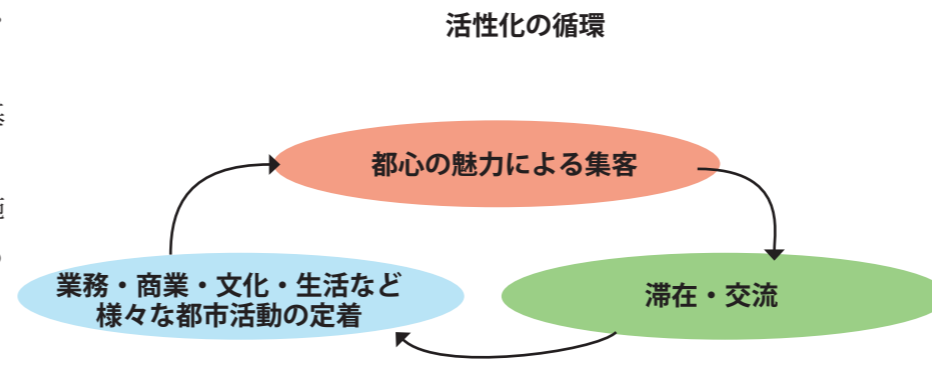 活性化の循環
都心の魅力による集客
業務・商業・文化・生活など
様々な都市活動の定着
滞在・交流